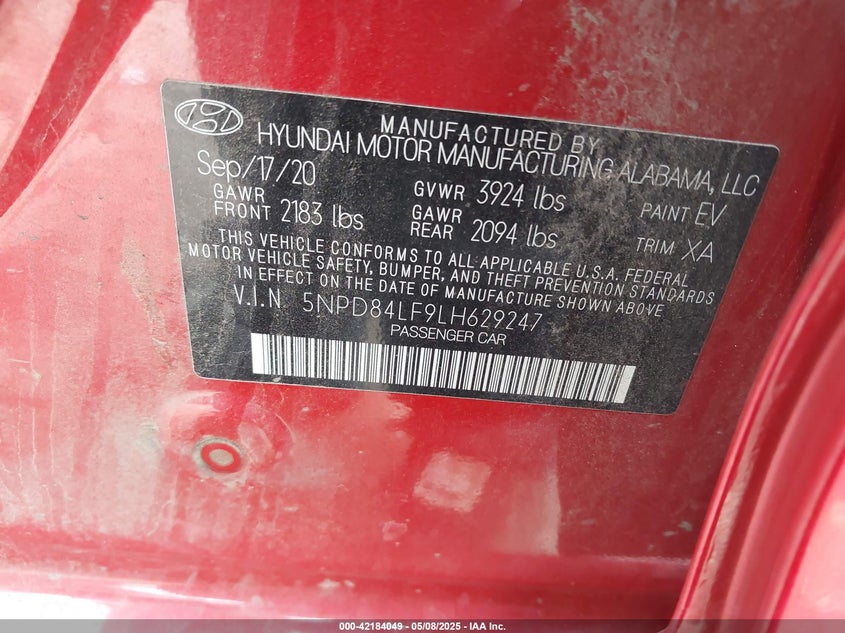 MANUFACTURED BY
HYUNDAI MOTOR MANUFACTURING ALABAMA, LLC
Sep/17/20 GVWR 3924 lbs PAINT EV
GAWR FRONT 2183 lbs GAWR REAR 2094 lbs TRIM XA
THIS VEHICLE CONFORMS TO ALL APPLICABLE U.S.A. FEDERAL
MOTOR VEHICLE SAFETY, BUMPER, AND THEFT PREVENTION STANDARDS
IN EFFECT ON THE DATE OF MANUFACTURE SHOWN ABOVE
V.I.N 5NPD84LF9LH629247
PASSENGER CAR
000-42184049 — 05/08/2025 — IAA Inc.